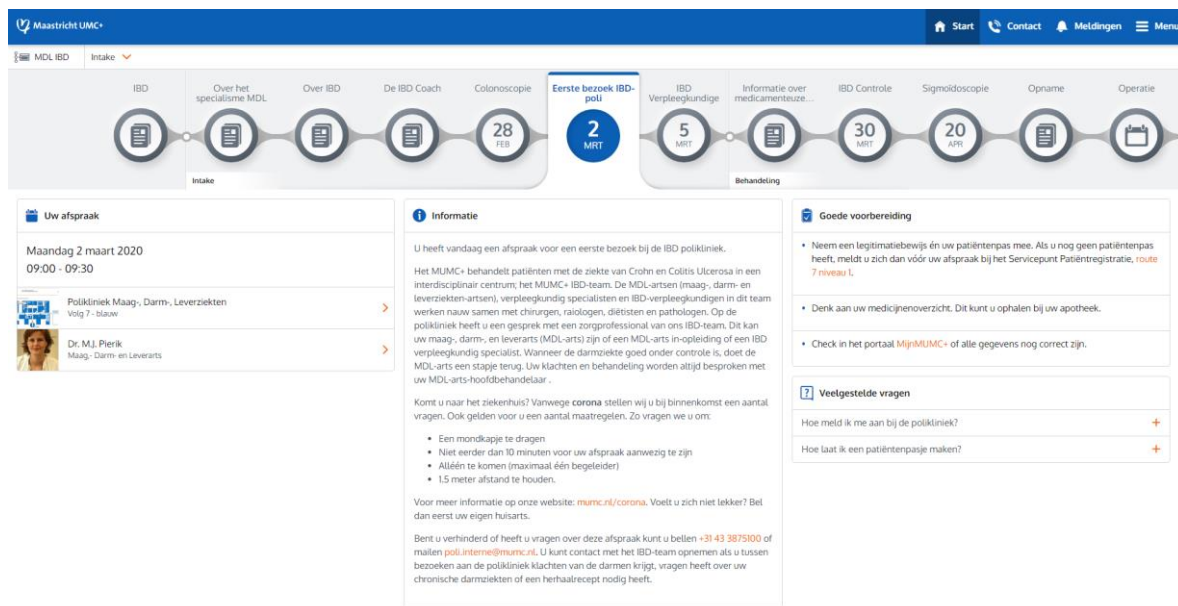 Maastricht UMC+
Start
Contact
Meldingen
Menu
MDL IBD
Intake
IBD
Over het
specialisme MDL
Over IBD
De IBD Coach
Colonoscopie
Eerste bezoek IBD-
poli
IBD
Verpleegkundige
Informatie over
medicamenteuze...
IBD Controle
Sigmoïdoscopie
Opname
Operatie
28
FEB
2
MRT
5
MRT
30
MRT
20
APR
Intake
Behandeling
Uw afspraak
Maandag 2 maart 2020
09:00 - 09:30
Polikliniek Maag-, Darm-, Leverziekten
Volg 7 - blauw
Dr. M.J. Pierik
Maag,- Darm- en Leverarts
Informatie
U heeft vandaag een afspraak voor een eerste bezoek bij de IBD polikliniek.
Het MUMC+ behandelt patiënten met de ziekte van Crohn en Colitis Ulcerosa in een
interdisciplinair centrum; het MUMC+ IBD-team. De MDL-artsen (maag-, darm- en
leverziekten-artsen), verpleegkundig specialisten en IBD-verpleegkundigen in dit team
werken nauw samen met chirurgen, raiologen, diëtisten en pathologen. Op de
polikliniek heeft u een gesprek met een zorgprofessional van ons IBD-team. Dit kan
uw maag-, darm-, en leverarts (MDL-arts) zijn of een MDL-arts in-opleiding of een IBD
verpleegkundig specialist. Wanneer de darmziekte goed onder controle is, doet de
MDL-arts een stapje terug. Uw klachten en behandeling worden altijd besproken met
uw MDL-arts-hoofdbehandelaar .
Komt u naar het ziekenhuis? Vanwege corona stellen wij u bij binnenkomst een aantal
vragen. Ook gelden voor u een aantal maatregelen. Zo vragen we u om:
• Een mondkapje te dragen
• Niet eerder dan 10 minuten voor uw afspraak aanwezig te zijn
• Alléén te komen (maximaal één begeleider)
• 1.5 meter afstand te houden.
Voor meer informatie op onze website: mumc.nl/corona. Voelt u zich niet lekker? Bel
dan eerst uw eigen huisarts.
Bent u verhinderd of heeft u vragen over deze afspraak kunt u bellen +31 43 3875100 of
mailen poli.interne@mumc.nl. U kunt contact met het IBD-team opnemen als u tussen
bezoeken aan de polikliniek klachten van de darmen krijgt, vragen heeft over uw
chronische darmziekten of een herhaalrecept nodig heeft.
Goede voorbereiding
• Neem een legitimatiebewijs én uw patiëntenpas mee. Als u nog geen patiëntenpas
heeft, meldt u zich dan vóór uw afspraak bij het Servicepunt Patiëntregistratie, route
7 niveau 1.
• Denk aan uw medicijnenoverzicht. Dit kunt u ophalen bij uw apotheek.
• Check in het portaal MijnMUMC+ of alle gegevens nog correct zijn.
Veelgestelde vragen
Hoe meld ik me aan bij de polikliniek?
Hoe laat ik een patiëntenpasje maken?